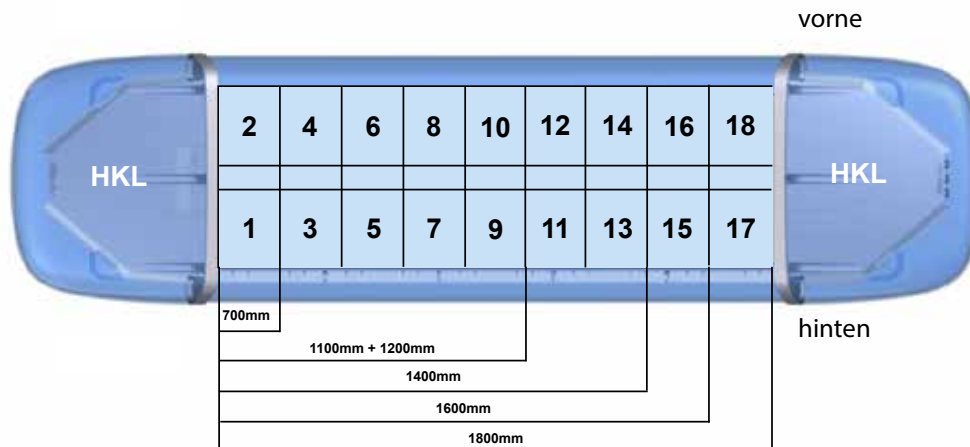 vorne
2 4 6 8 10 12 14 16 18
HKL HKL
1 3 5 7 9 11 13 15 17
700mm
hinten
1100mm + 1200mm
1400mm
1600mm
1800mm